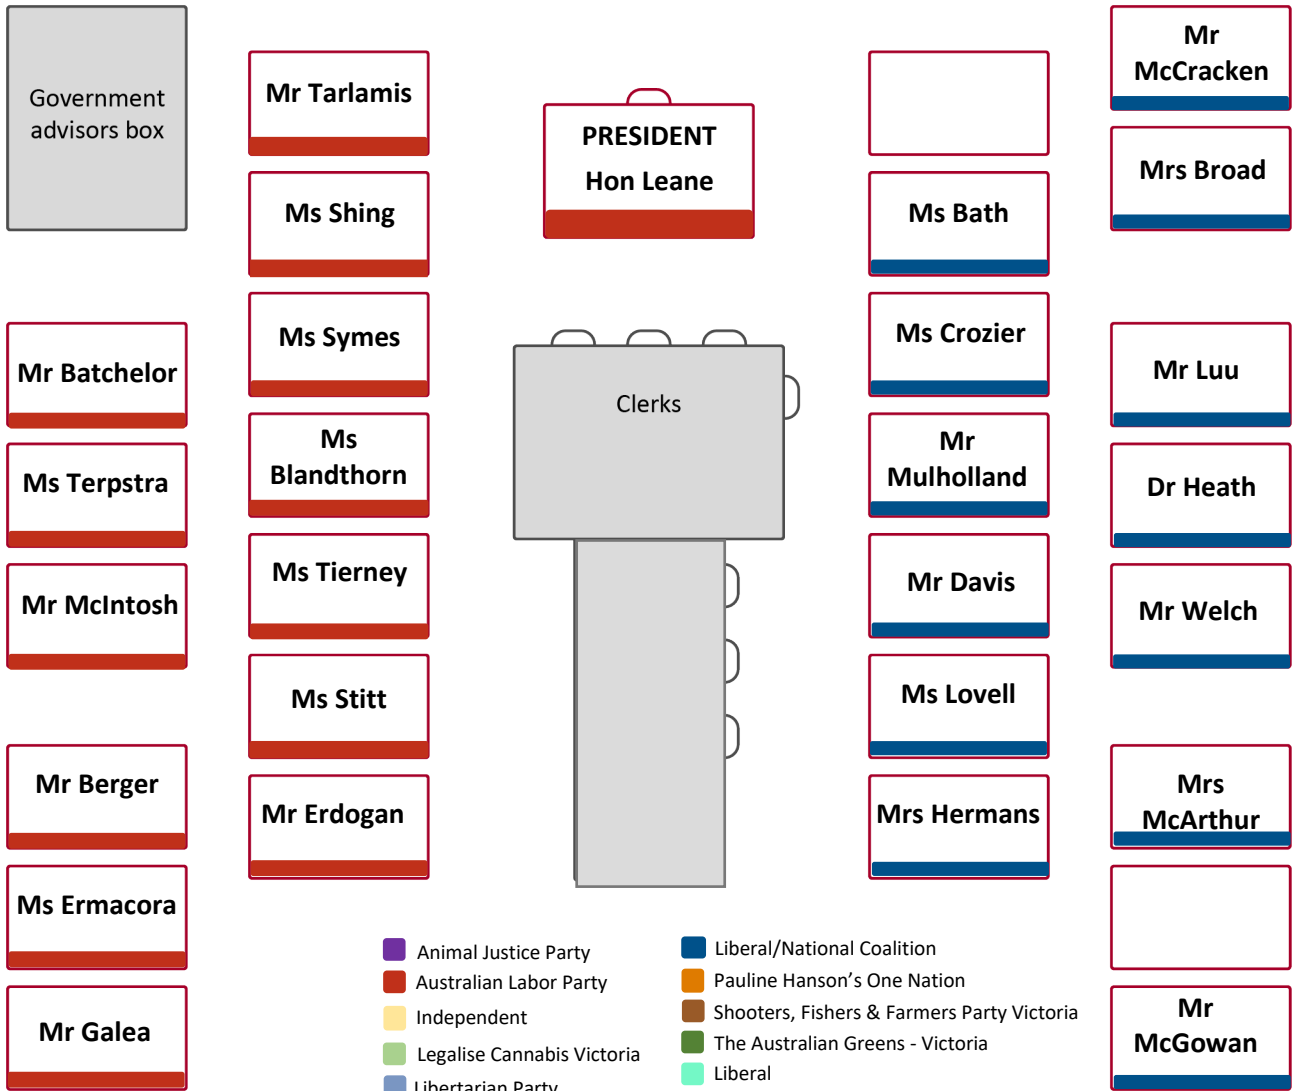 Government
advisors box
Mr Batchelor
Ms Terpstra
Mr McIntosh
Mr Berger
Ms Ermacora
Mr Galea
Mr Tarlamis
Ms Shing
Ms Symes
Ms
Blandthorn
Ms Tierney
Ms Stitt
Mr Erdogan
PRESIDENT
Hon Leane
Clerks
Ms Bath
Ms Crozier
Mr
Mulholland
Mr Davis
Ms Lovell
Mrs Hermans
Mr
McCracken
Mrs Broad
Mr Luu
Dr Heath
Mr Welch
Mrs
McArthur
Mr
McGowan
Animal Justice Party
Australian Labor Party
Independent
Legalise Cannabis Victoria
Libertarian Party
Liberal/National Coalition
Pauline Hanson’s One Nation
Shooters, Fishers & Farmers Party Victoria
The Australian Greens - Victoria
Liberal